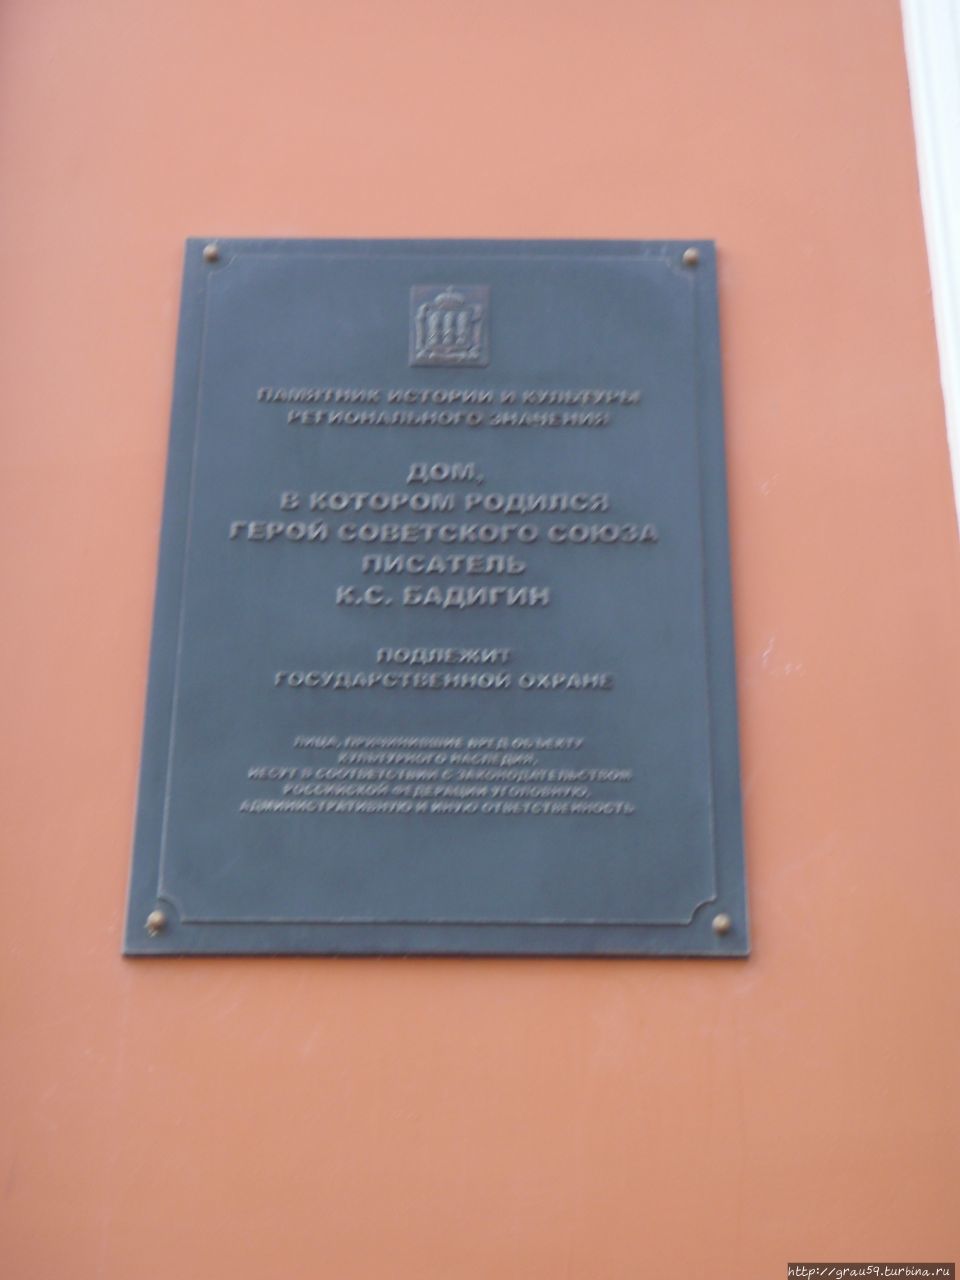 ПАМЯТНИК ИСТОРИИ И КУЛЬТУРЫ
РЕГИОНАЛЬНОГО ЗНАЧЕНИЯ
ДОМ,
В КОТОРОМ РОДИЛСЯ
ГЕРОЙ СОВЕТСКОГО СОЮЗА
ПИСАТЕЛЬ
К.С. БАДИГИН
ПОДЛЕЖИТ
ГОСУДАРСТВЕННОЙ ОХРАНЕ
ЛИЦА, ПРИЧИНИВШИЕ ВРЕД ОБЪЕКТУ
КУЛЬТУРНОГО НАСЛЕДИЯ,
НЕСУТ В СООТВЕТСТВИИ С ЗАКОНОДАТЕЛЬСТВОМ
РОССИЙСКОЙ ФЕДЕРАЦИИ УГОЛОВНУЮ,
АДМИНИСТРАТИВНУЮ И ИНУЮ ОТВЕТСТВЕННОСТЬ
http://grau59.turbina.ru